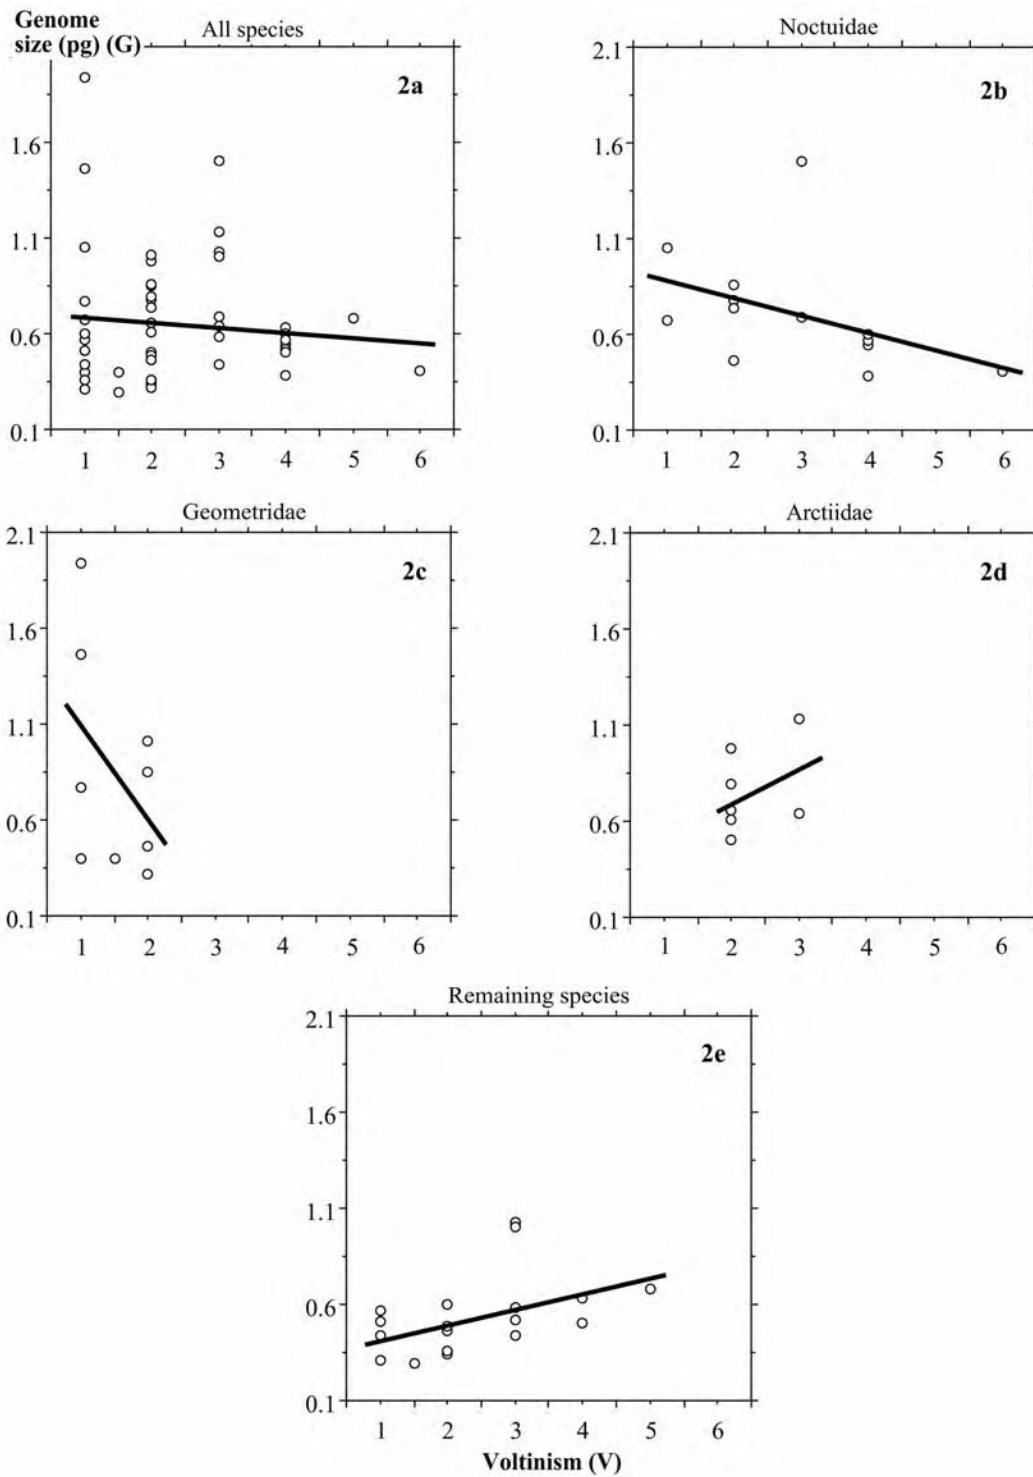 Genome
size (pg) (G)
All species
2a
1.6
1.1
0.6
0.1
1 2 3 4 5 6
Noctuidae
2b
2.1
1.6
1.1
0.6
0.1
1 2 3 4 5 6
Geometridae
2c
2.1
1.6
1.1
0.6
0.1
1 2 3 4 5 6
Arctiidae
2d
2.1
1.6
1.1
0.6
0.1
1 2 3 4 5 6
Remaining species
2e
2.1
1.6
1.1
0.6
0.1
1 2 3 4 5 6
Voltinism (V)